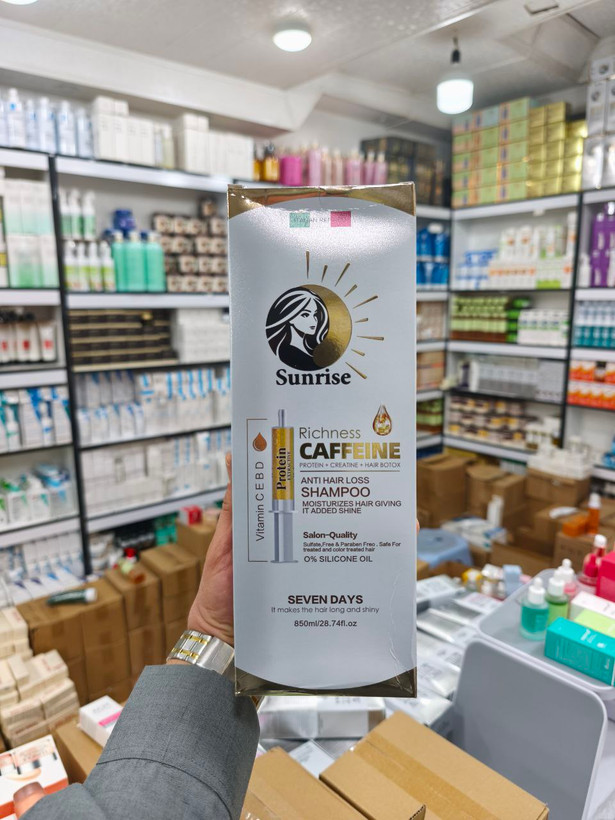 Sunrise
Richness
CAFFEINE
PROTEIN + CREATINE + HAIR BOTOX
Protein
Vitamin C E B D
ANTI HAIR LOSS
SHAMPOO
MOISTURIZES HAIR GIVING
IT ADDED SHINE
Salon-Quality
Sulfate,Free & Paraben Free . Safe For
treated and color treated hair
0% SILICONE OIL
SEVEN DAYS
It makes the hair long and shiny
850ml/28.74fl.oz